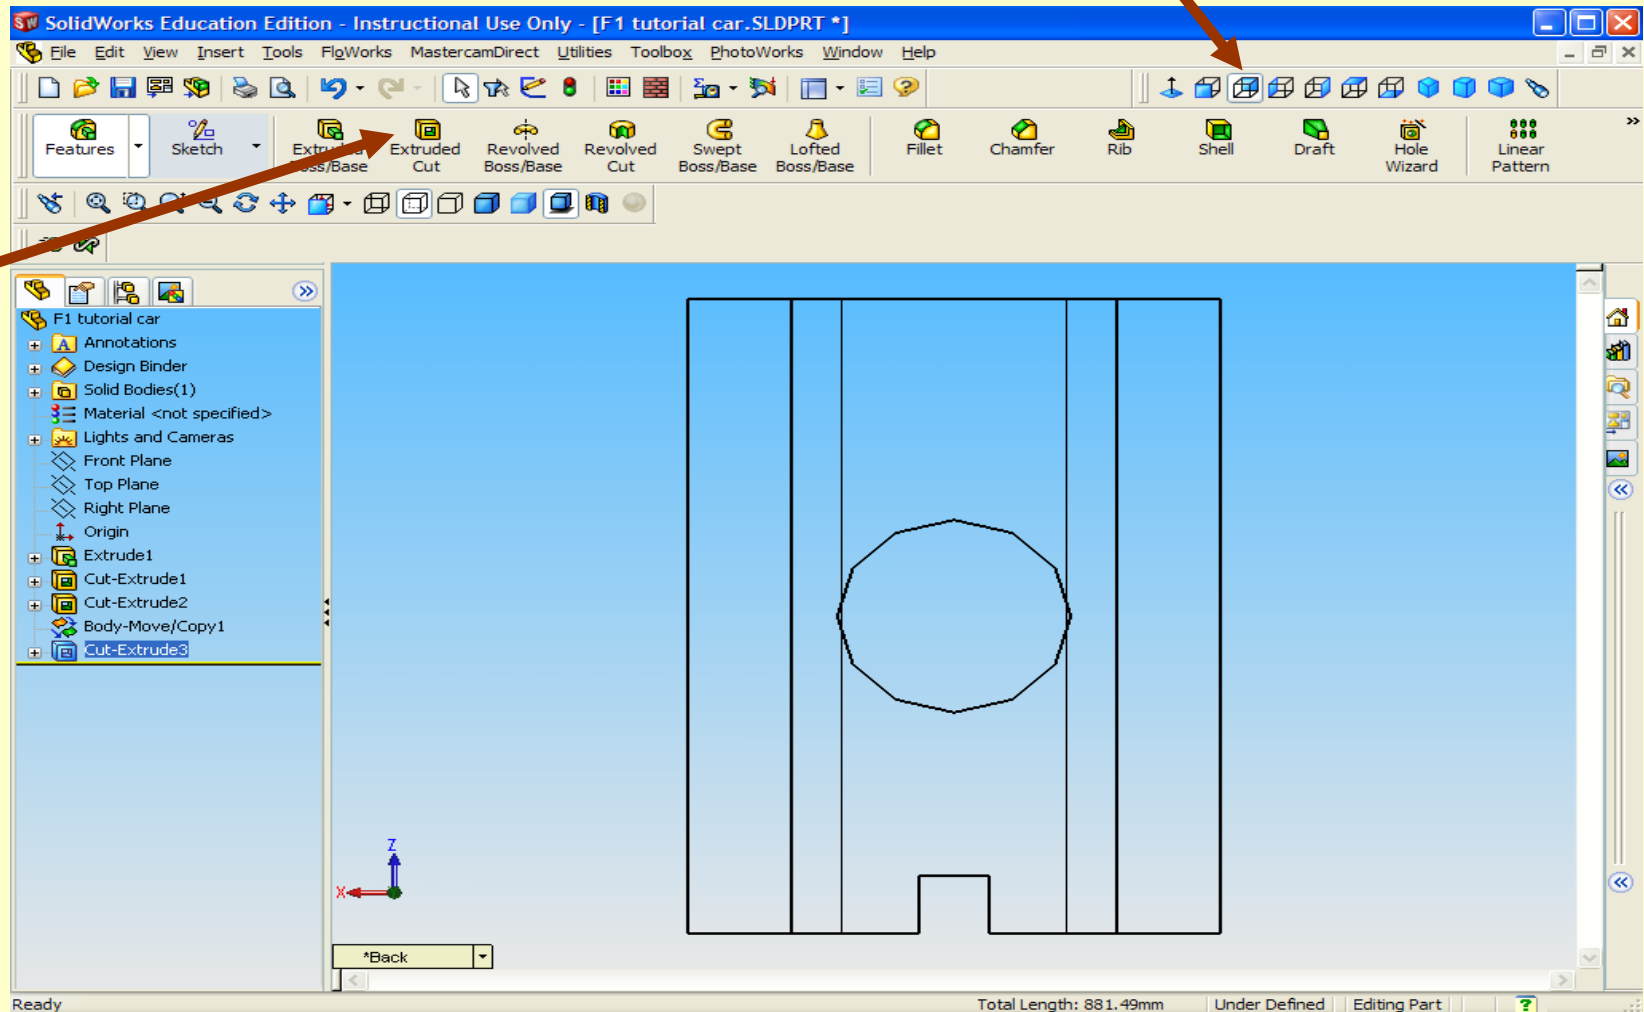 SolidWorks Education Edition - Instructional Use Only - [F1 tutorial car.SLDPRT *]
File Edit View Insert Tools FloWorks MastercamDirect Utilities Toolbox PhotoWorks Window Help
Features Sketch Extruded Boss/Base Extruded Cut Revolved Boss/Base Revolved Cut Swept Boss/Base Lofted Boss/Base Fillet Chamfer Rib Shell Draft Hole Wizard Linear Pattern
F1 tutorial car
Annotations
Design Binder
Solid Bodies(1)
Material <not specified>
Lights and Cameras
Front Plane
Top Plane
Right Plane
Origin
Extrude1
Cut-Extrude1
Cut-Extrude2
Body-Move/Copy1
Cut-Extrude3
Z
X
*Back
Ready Total Length: 881.49mm Under Defined Editing Part